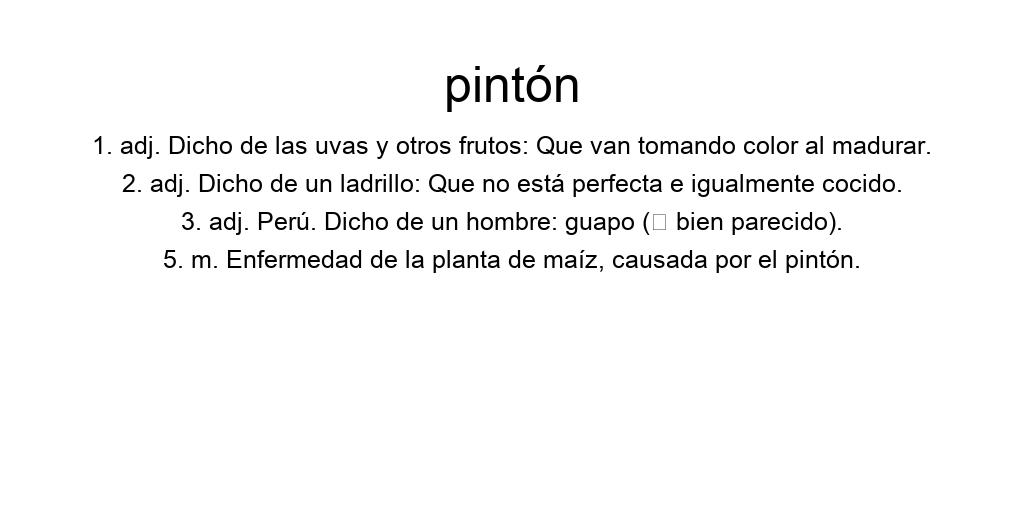 pintón
1. adj. Dicho de las uvas y otros frutos: Que van tomando color al madurar.
2. adj. Dicho de un ladrillo: Que no está perfecta e igualmente cocido.
3. adj. Perú. Dicho de un hombre: guapo (□ bien parecido).
5. m. Enfermedad de la planta de maíz, causada por el pintón.